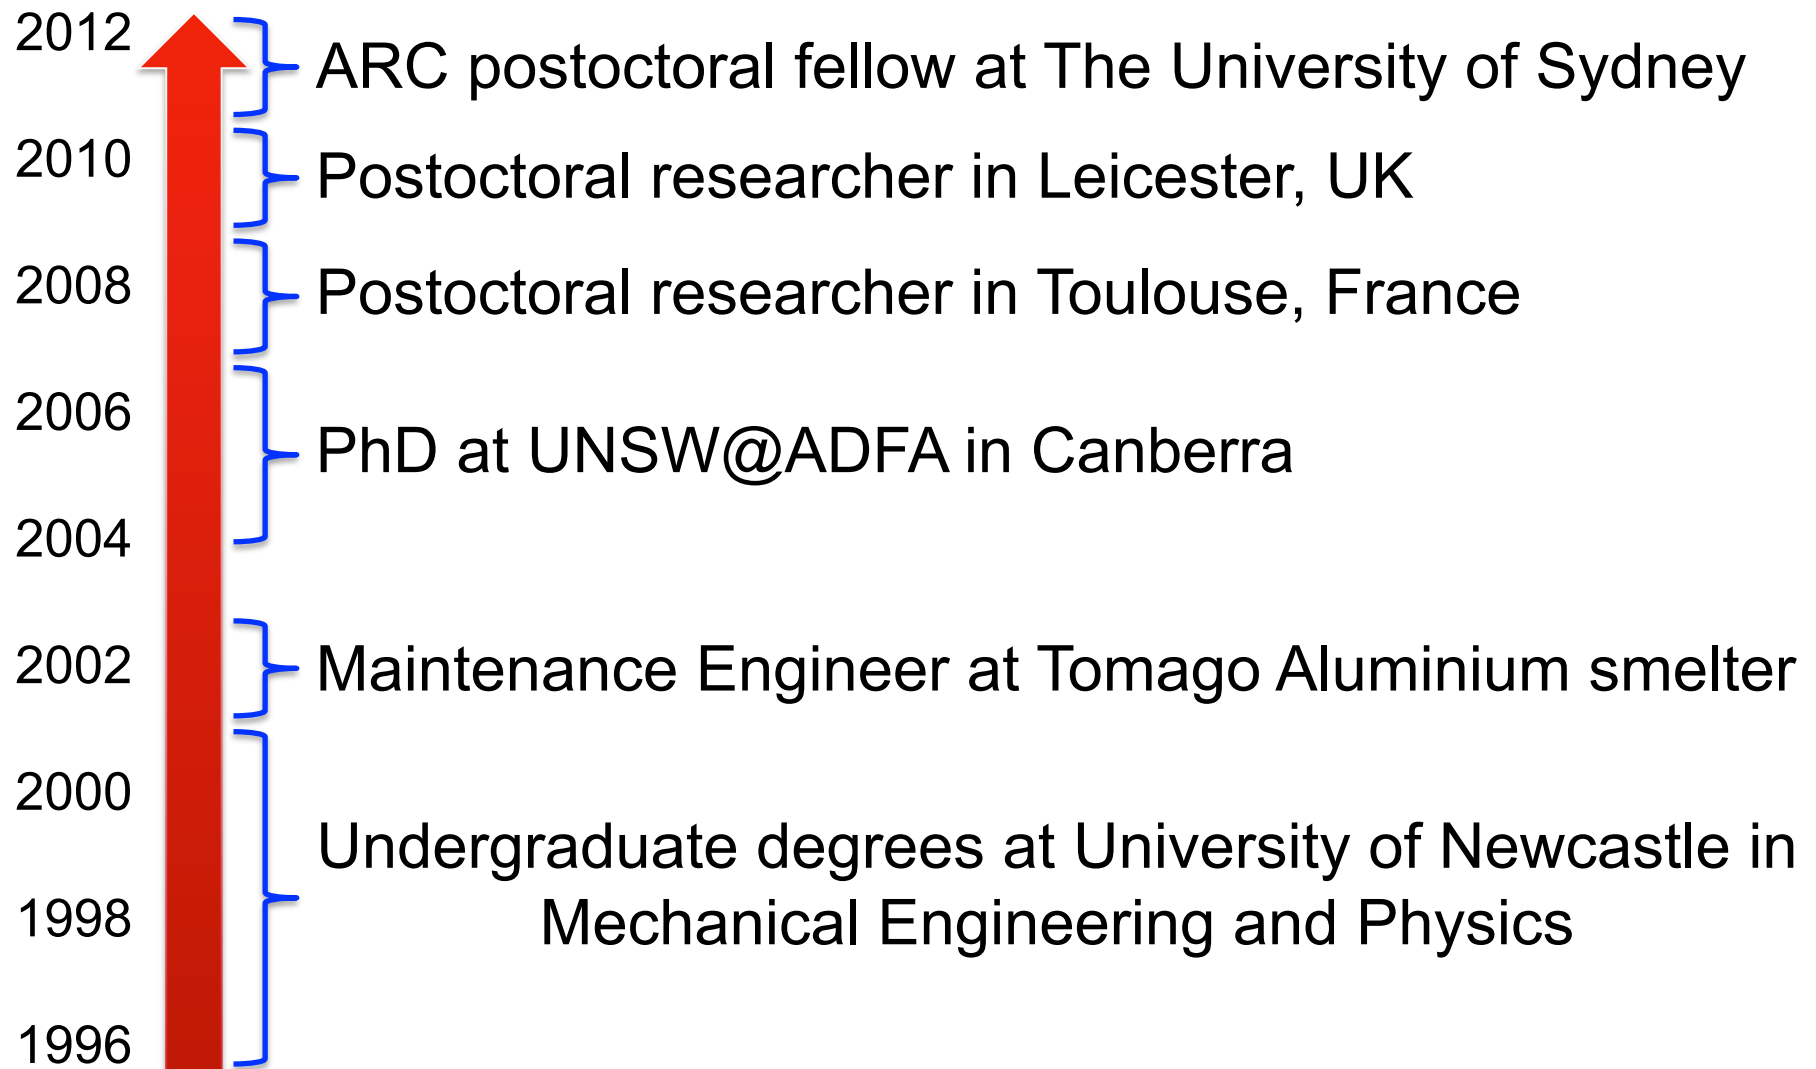 2012
ARC postoctoral fellow at The University of Sydney
2010
Postoctoral researcher in Leicester, UK
2008
Postoctoral researcher in Toulouse, France
2006
PhD at UNSW@ADFA in Canberra
2004
2002
Maintenance Engineer at Tomago Aluminium smelter
2000
Undergraduate degrees at University of Newcastle in
Mechanical Engineering and Physics
1998
1996